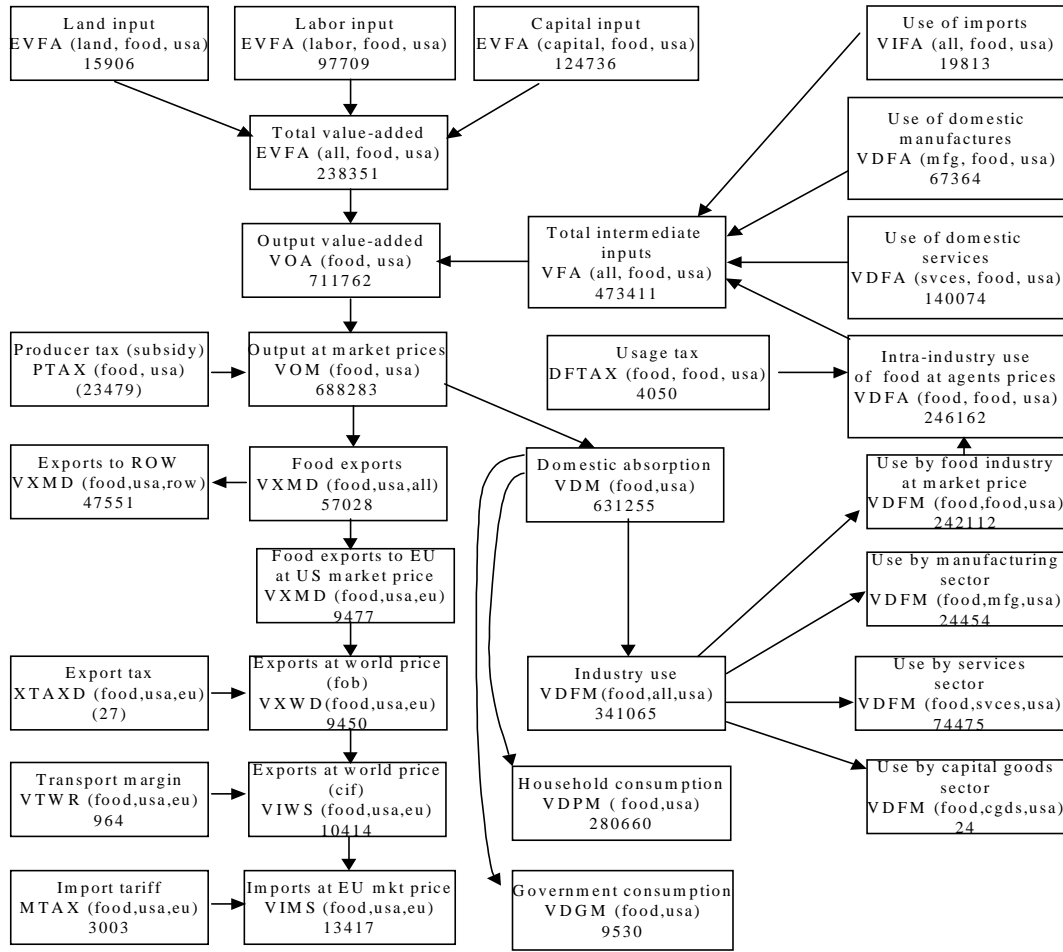 Land input
EVFA (land, food, usa)
15906
Labor input
EVFA (labor, food, usa)
97709
Capital input
EVFA (capital, food, usa)
124736
Use of imports
VIFA (all, food, usa)
19813
Total value-added
EVFA (all, food, usa)
238351
Use of domestic
manufactures
VDFA (mfg, food, usa)
67364
Output value-added
VOA (food, usa)
711762
Total intermediate
inputs
VFA (all, food, usa)
473411
Use of domestic
services
VDFA (svces, food, usa)
140074
Producer tax (subsidy)
PTAX (food, usa)
(23479)
Output at market prices
VOM (food, usa)
688283
Usage tax
DFTAX (food, food, usa)
4050
Intra-industry use
of food at agents prices
VDFA (food, food, usa)
246162
Exports to ROW
VXMD (food,usa,row)
47551
Food exports
VXMD (food,usa,all)
57028
Domestic absorption
VDM (food,usa)
631255
Use by food industry
at market price
VDFM (food,food,usa)
242112
Food exports to EU
at US market price
VXMD (food,usa,eu)
9477
Use by manufacturing
sector
VDFM (food,mfg,usa)
24454
Export tax
XTAXD (food,usa,eu)
(27)
Exports at world price
(fob)
VXWD(food,usa,eu)
9450
Industry use
VDFM(food,all,usa)
341065
Use by services
sector
VDFM (food,svces,usa)
74475
Transport margin
VTWR (food,usa,eu)
964
Exports at world price
(cif)
VIWS (food,usa,eu)
10414
Household consumption
VDPM ( food,usa)
280660
Use by capital goods
sector
VDFM (food,cgds,usa)
24
Import tariff
MTAX (food,usa,eu)
3003
Imports at EU mkt price
VIMS (food,usa,eu)
13417
Government consumption
VDGM (food,usa)
9530